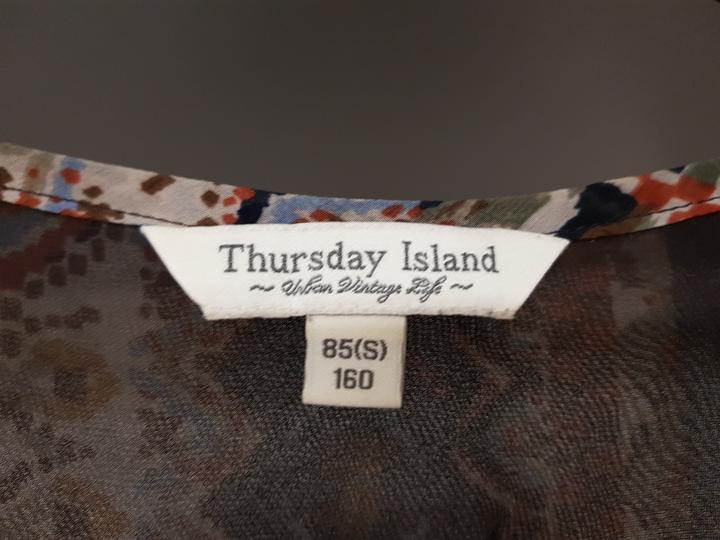 Thursday Island
~ Urban Vintage Life ~
85(S)
160